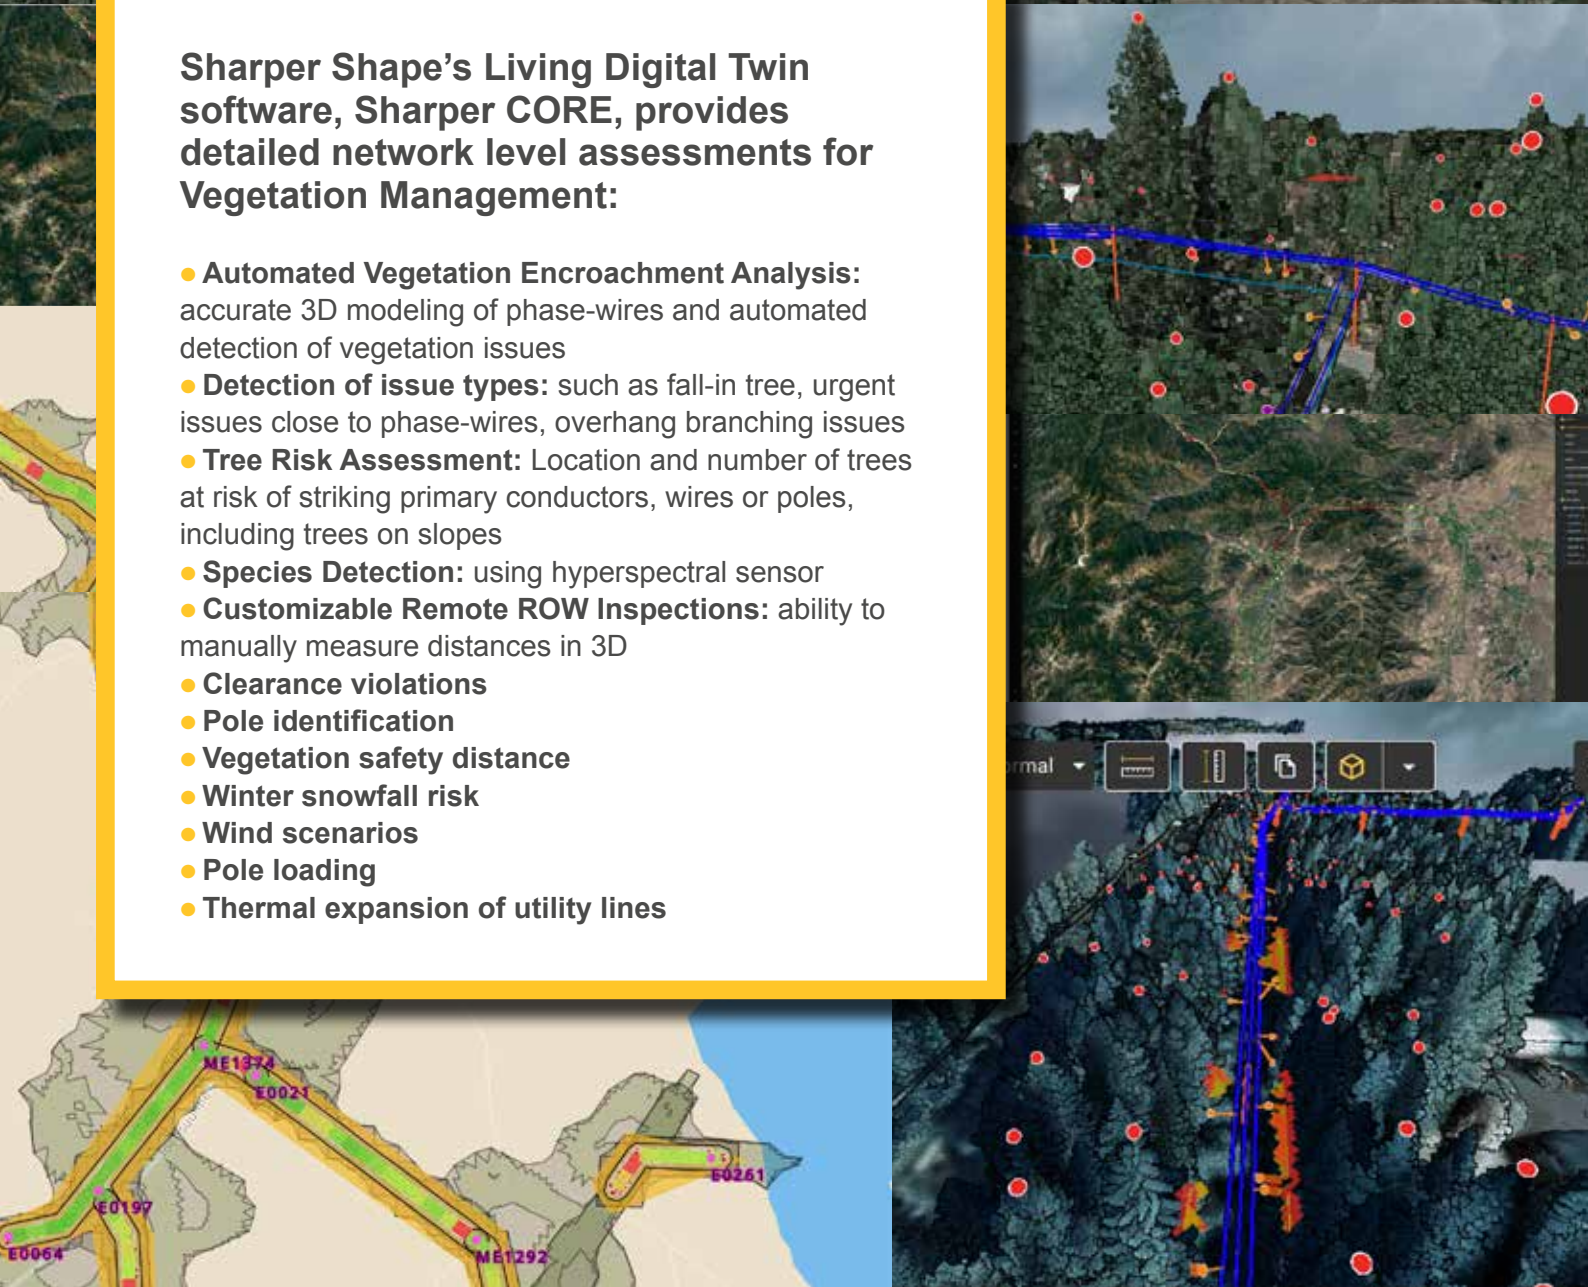 Sharper Shape’s Living Digital Twin
software, Sharper CORE, provides
detailed network level assessments for
Vegetation Management:
● Automated Vegetation Encroachment Analysis:
accurate 3D modeling of phase-wires and automated
detection of vegetation issues
● Detection of issue types: such as fall-in tree, urgent
issues close to phase-wires, overhang branching issues
● Tree Risk Assessment: Location and number of trees
at risk of striking primary conductors, wires or poles,
including trees on slopes
● Species Detection: using hyperspectral sensor
● Customizable Remote ROW Inspections: ability to
manually measure distances in 3D
● Clearance violations
● Pole identification
● Vegetation safety distance
● Winter snowfall risk
● Wind scenarios
● Pole loading
● Thermal expansion of utility lines
rmal
ME1374
E0021
E0261
E0197
E0064
ME1292